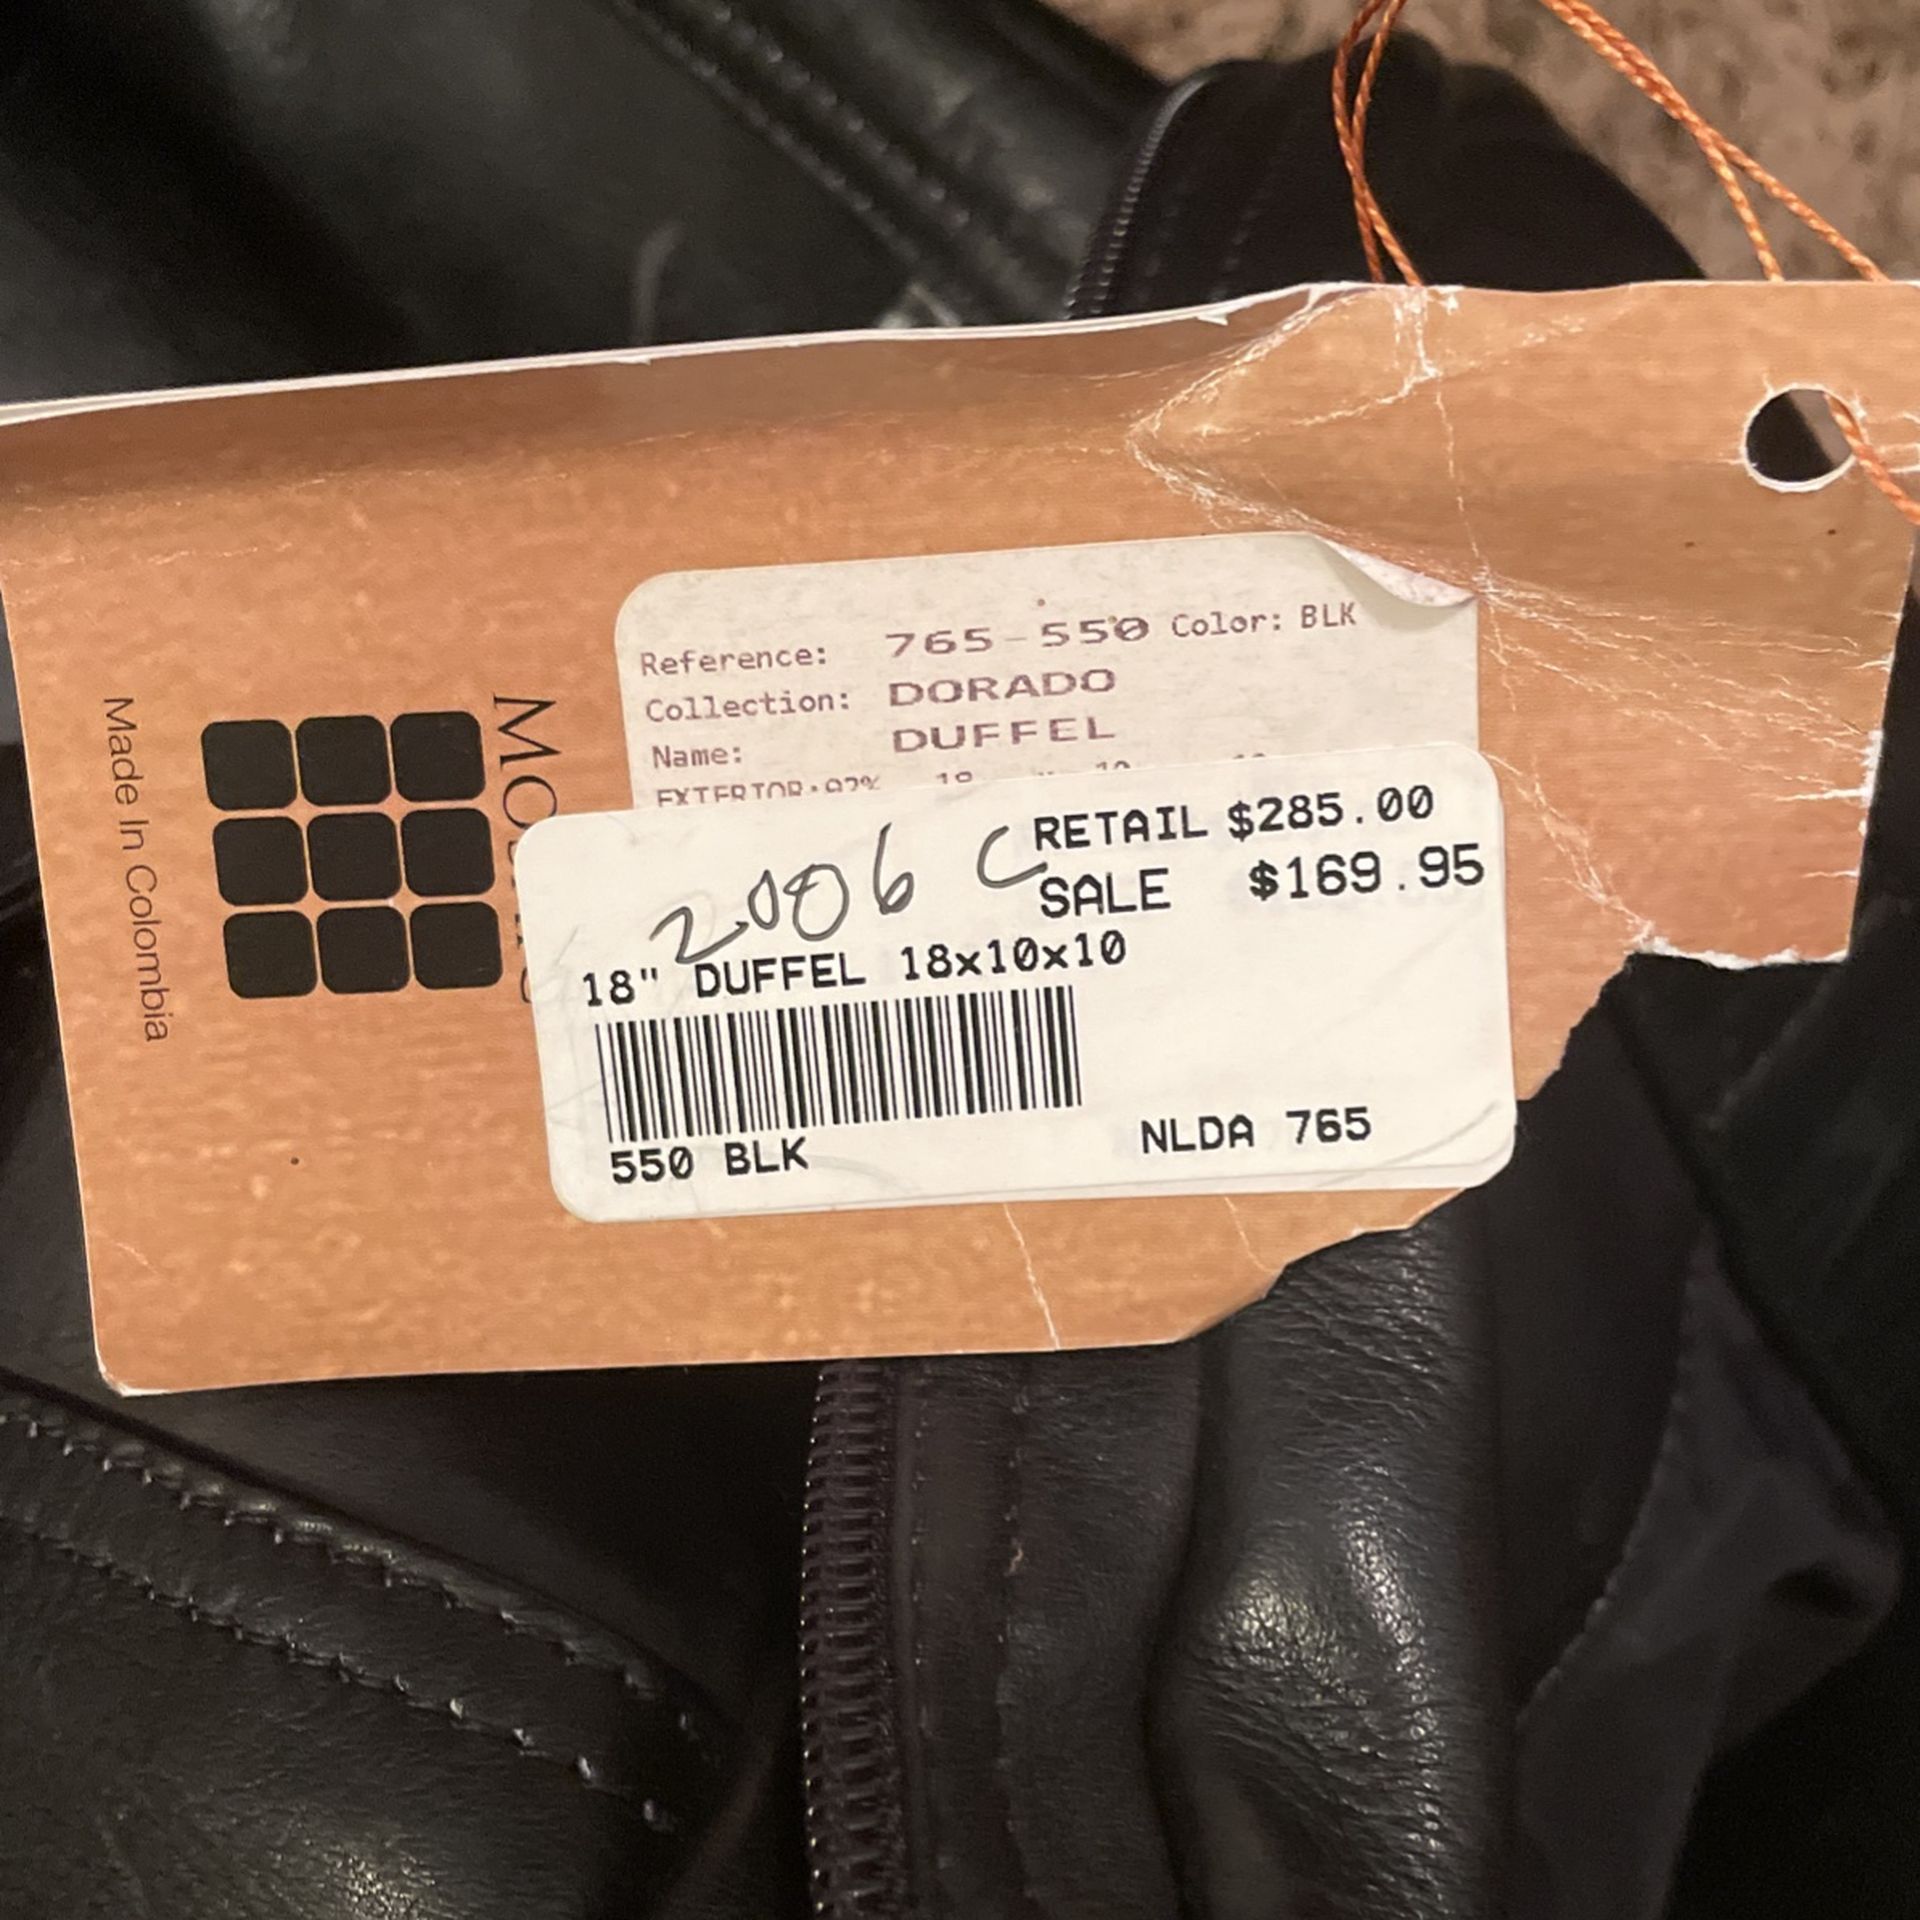 Reference: 765-550 Color: BLK
Collection: DORADO
Name: DUFFEL
RETAIL $285.00
SALE $169.95
2006 C
18" DUFFEL 18x10x10
550 BLK NLDA 765
Made In Colombia